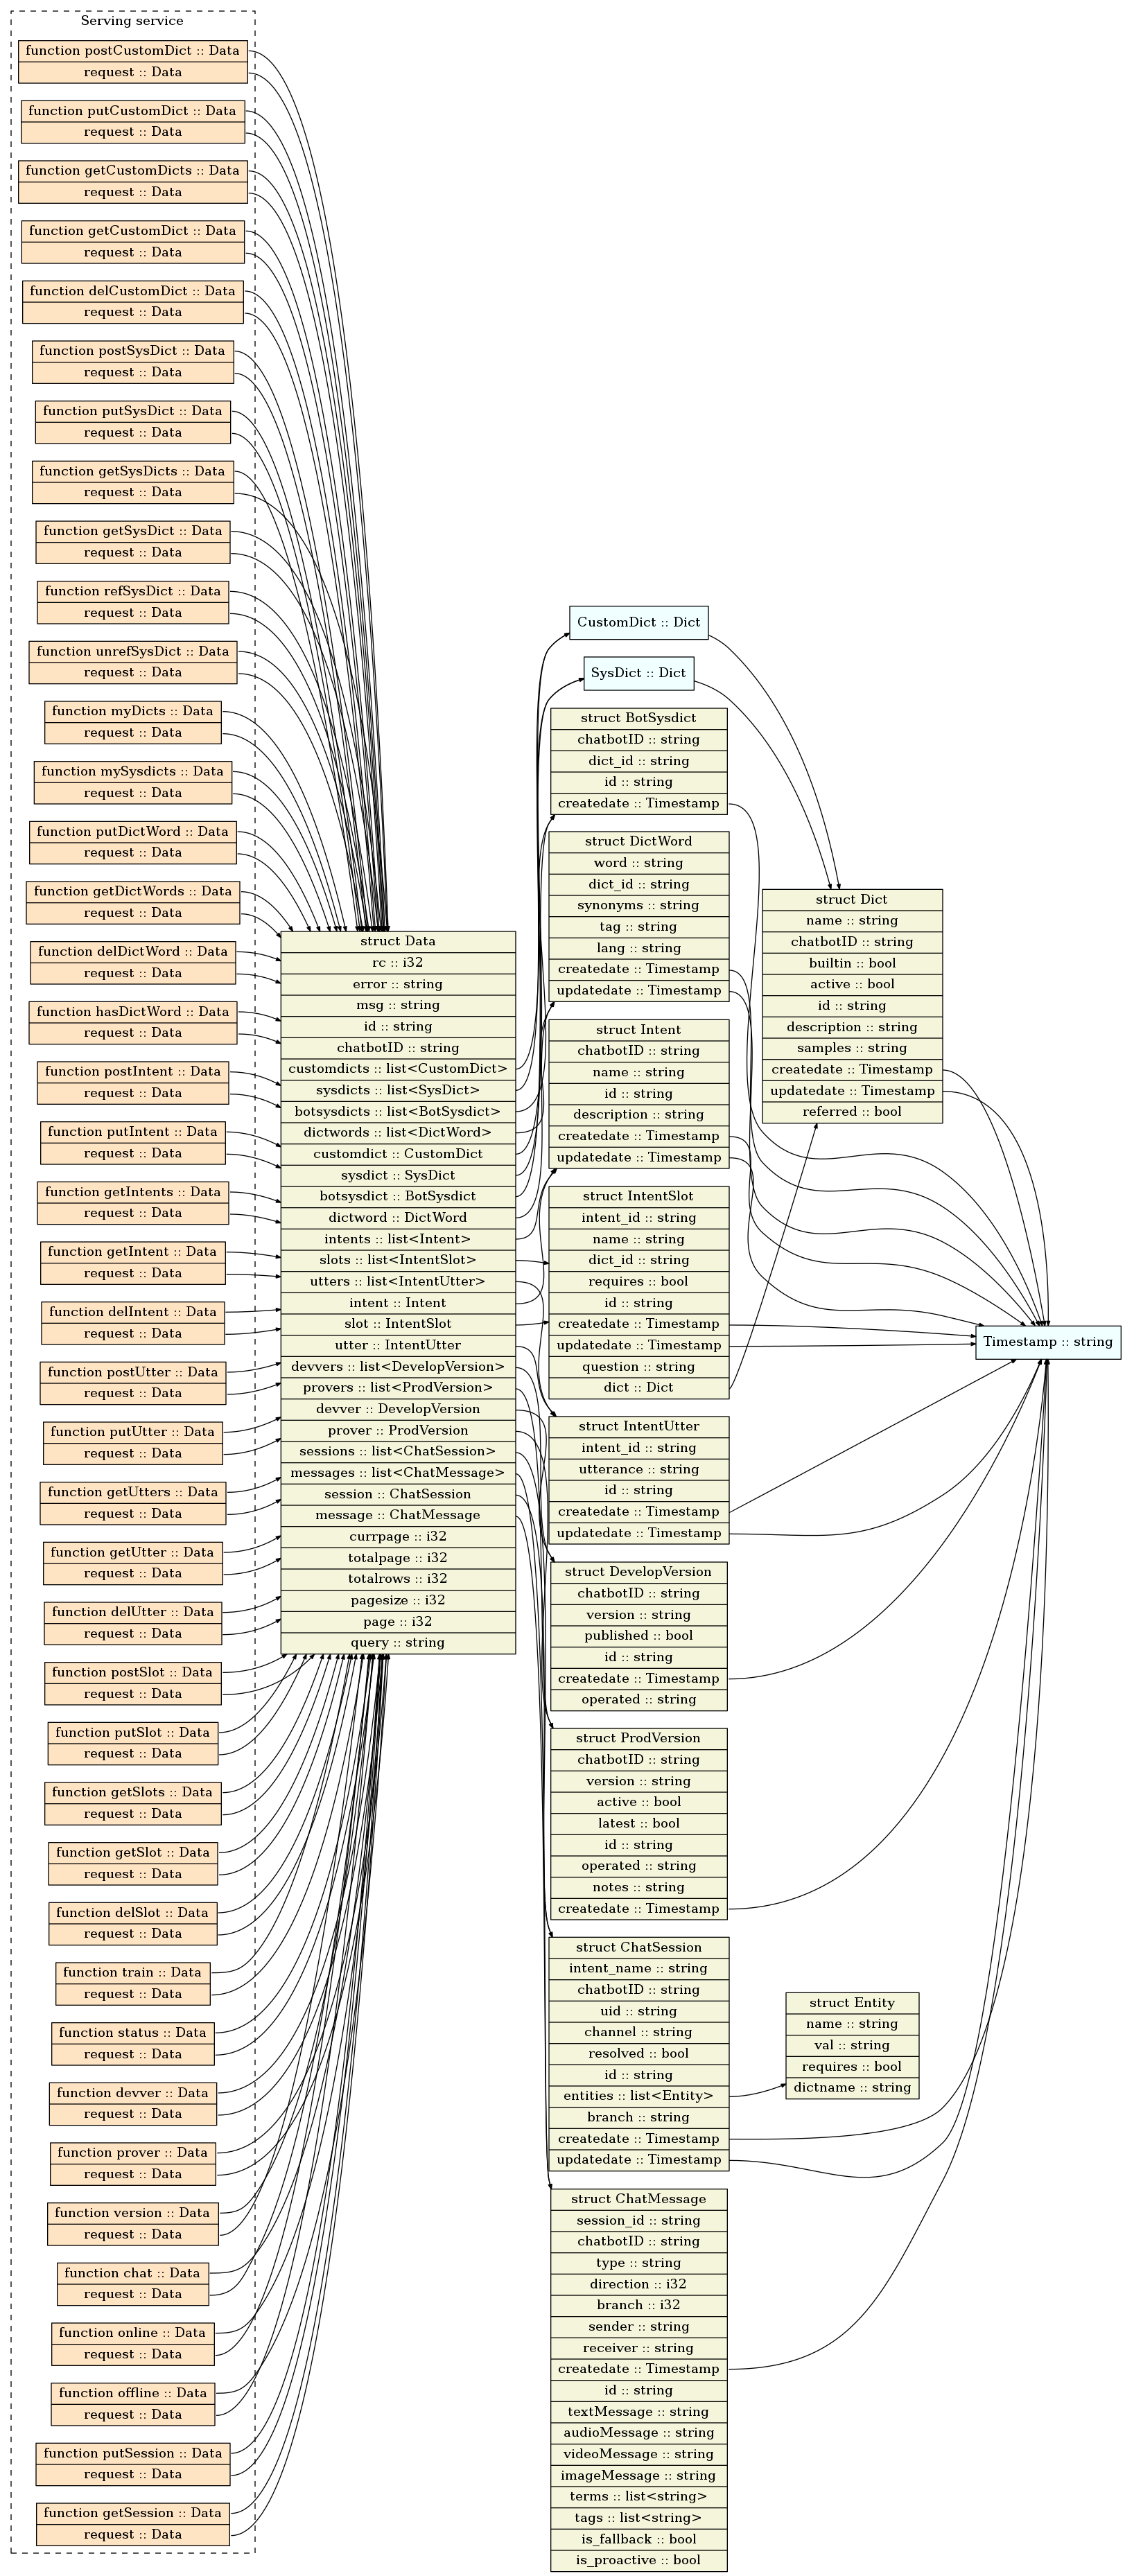 Serving service
function postCustomDict :: Data
request :: Data
function putCustomDict :: Data
request :: Data
function getCustomDicts :: Data
request :: Data
function getCustomDict :: Data
request :: Data
function delCustomDict :: Data
request :: Data
function postSysDict :: Data
request :: Data
function putSysDict :: Data
request :: Data
function getSysDicts :: Data
request :: Data
function getSysDict :: Data
request :: Data
function refSysDict :: Data
request :: Data
function unrefSysDict :: Data
request :: Data
function myDicts :: Data
request :: Data
function mySysdicts :: Data
request :: Data
function putDictWord :: Data
request :: Data
function getDictWords :: Data
request :: Data
function delDictWord :: Data
request :: Data
function hasDictWord :: Data
request :: Data
function postIntent :: Data
request :: Data
function putIntent :: Data
request :: Data
function getIntents :: Data
request :: Data
function getIntent :: Data
request :: Data
function delIntent :: Data
request :: Data
function postUtter :: Data
request :: Data
function putUtter :: Data
request :: Data
function getUtters :: Data
request :: Data
function getUtter :: Data
request :: Data
function delUtter :: Data
request :: Data
function postSlot :: Data
request :: Data
function putSlot :: Data
request :: Data
function getSlots :: Data
request :: Data
function getSlot :: Data
request :: Data
function delSlot :: Data
request :: Data
function train :: Data
request :: Data
function status :: Data
request :: Data
function devver :: Data
request :: Data
function prover :: Data
request :: Data
function version :: Data
request :: Data
function chat :: Data
request :: Data
function online :: Data
request :: Data
function offline :: Data
request :: Data
function putSession :: Data
request :: Data
function getSession :: Data
request :: Data
struct Data
rc :: i32
error :: string
msg :: string
id :: string
chatbotID :: string
customdicts :: list<CustomDict>
sysdicts :: list<SysDict>
botsysdicts :: list<BotSysdict>
dictwords :: list<DictWord>
customdict :: CustomDict
sysdict :: SysDict
botsysdict :: BotSysdict
dictword :: DictWord
intents :: list<Intent>
slots :: list<IntentSlot>
utters :: list<IntentUtter>
intent :: Intent
slot :: IntentSlot
utter :: IntentUtter
devvers :: list<DevelopVersion>
provers :: list<ProdVersion>
devver :: DevelopVersion
prover :: ProdVersion
sessions :: list<ChatSession>
messages :: list<ChatMessage>
session :: ChatSession
message :: ChatMessage
currpage :: i32
totalpage :: i32
totalrows :: i32
pagesize :: i32
page :: i32
query :: string
CustomDict :: Dict
SysDict :: Dict
struct BotSysdict
chatbotID :: string
dict_id :: string
id :: string
createdate :: Timestamp
struct DictWord
word :: string
dict_id :: string
synonyms :: string
tag :: string
lang :: string
createdate :: Timestamp
updatedate :: Timestamp
struct Intent
chatbotID :: string
name :: string
id :: string
description :: string
createdate :: Timestamp
updatedate :: Timestamp
struct IntentSlot
intent_id :: string
name :: string
dict_id :: string
requires :: bool
id :: string
createdate :: Timestamp
updatedate :: Timestamp
question :: string
dict :: Dict
struct IntentUtter
intent_id :: string
utterance :: string
id :: string
createdate :: Timestamp
updatedate :: Timestamp
struct DevelopVersion
chatbotID :: string
version :: string
published :: bool
id :: string
createdate :: Timestamp
operated :: string
struct ProdVersion
chatbotID :: string
version :: string
active :: bool
latest :: bool
id :: string
operated :: string
notes :: string
createdate :: Timestamp
struct ChatSession
intent_name :: string
chatbotID :: string
uid :: string
channel :: string
resolved :: bool
id :: string
entities :: list<Entity>
branch :: string
createdate :: Timestamp
updatedate :: Timestamp
struct ChatMessage
session_id :: string
chatbotID :: string
type :: string
direction :: i32
branch :: i32
sender :: string
receiver :: string
createdate :: Timestamp
id :: string
textMessage :: string
audioMessage :: string
videoMessage :: string
imageMessage :: string
terms :: list<string>
tags :: list<string>
is_fallback :: bool
is_proactive :: bool
struct Dict
name :: string
chatbotID :: string
builtin :: bool
active :: bool
id :: string
description :: string
samples :: string
createdate :: Timestamp
updatedate :: Timestamp
referred :: bool
struct Entity
name :: string
val :: string
requires :: bool
dictname :: string
Timestamp :: string